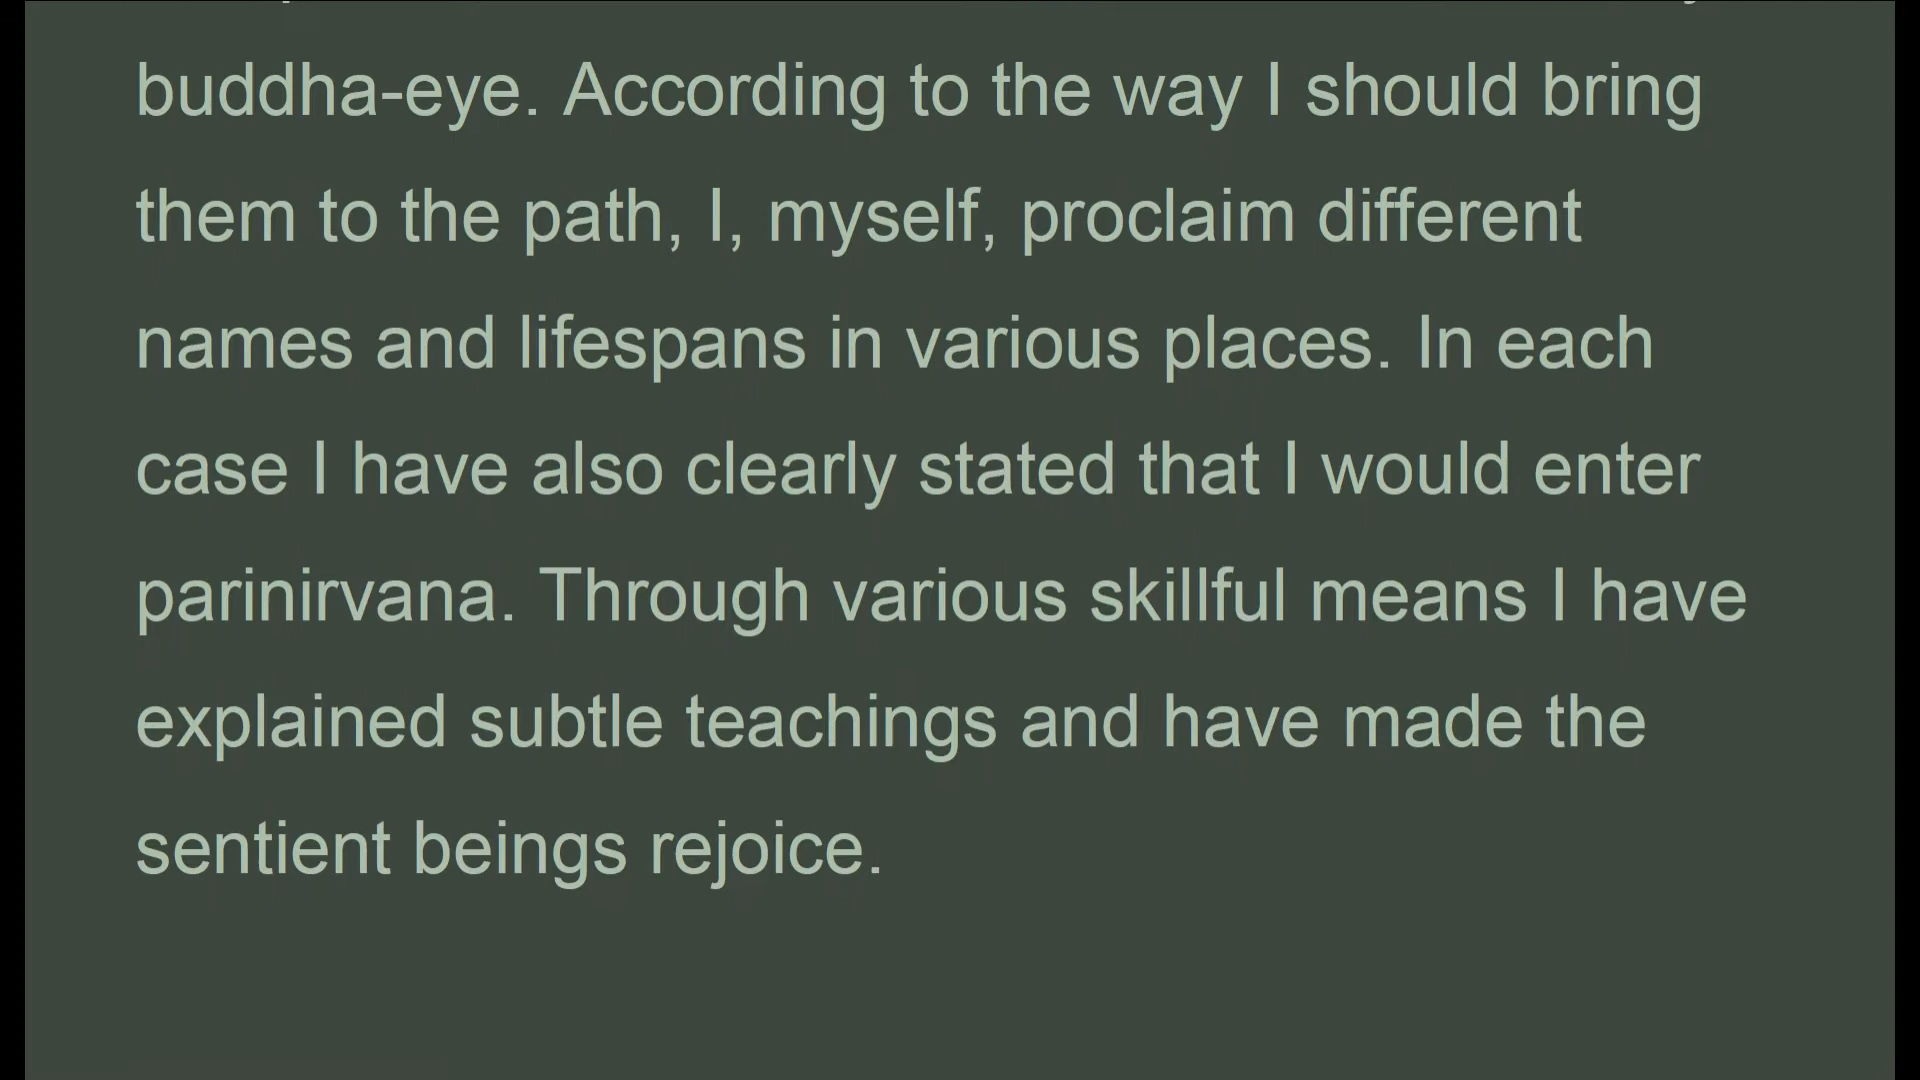 buddha-eye. According to the way I should bring
them to the path, I, myself, proclaim different
names and lifespans in various places. In each
case I have also clearly stated that I would enter
parinirvana. Through various skillful means I have
explained subtle teachings and have made the
sentient beings rejoice.